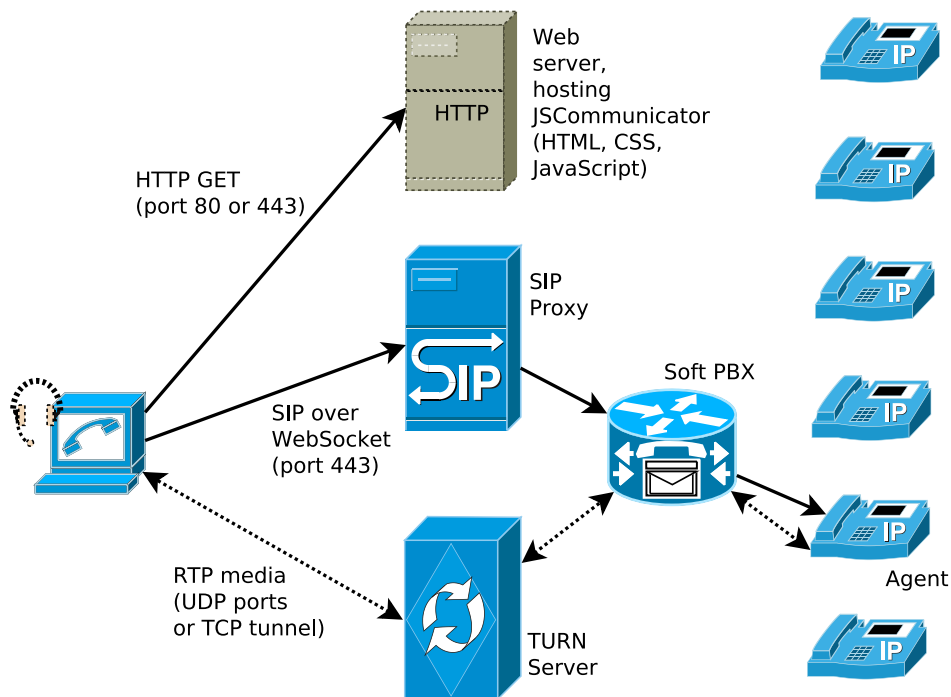 Web
server,
hosting
JSCommunicator
(HTML, CSS,
JavaScript)
HTTP
IP
IP
HTTP GET
(port 80 or 443)
SIP
Proxy
IP
SIP
Soft PBX
IP
SIP over
WebSocket
(port 443)
IP
Agent
RTP media
(UDP ports
or TCP tunnel)
TURN
Server
IP